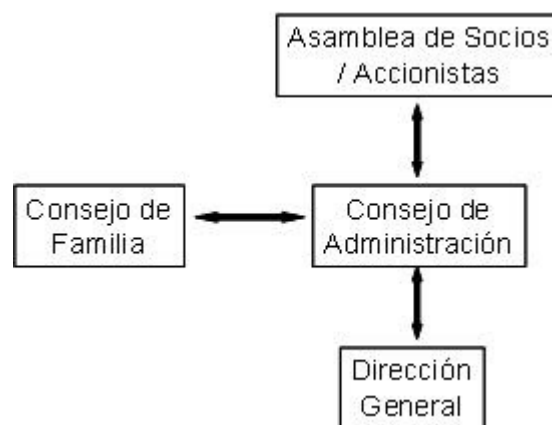 Asamblea de Socios
/ Accionistas
Consejo de
Familia
Consejo de
Administración
Dirección
General